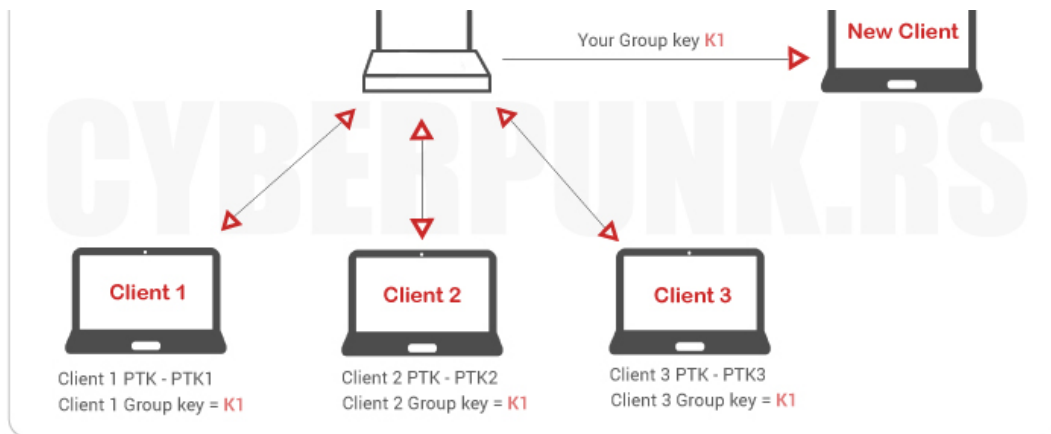 New Client
Your Group key K1
CYBERPUNK.RS
Client 1
Client 2
Client 3
Client 1 PTK - PTK1
Client 1 Group key = K1
Client 2 PTK - PTK2
Client 2 Group key = K1
Client 3 PTK - PTK3
Client 3 Group key = K1